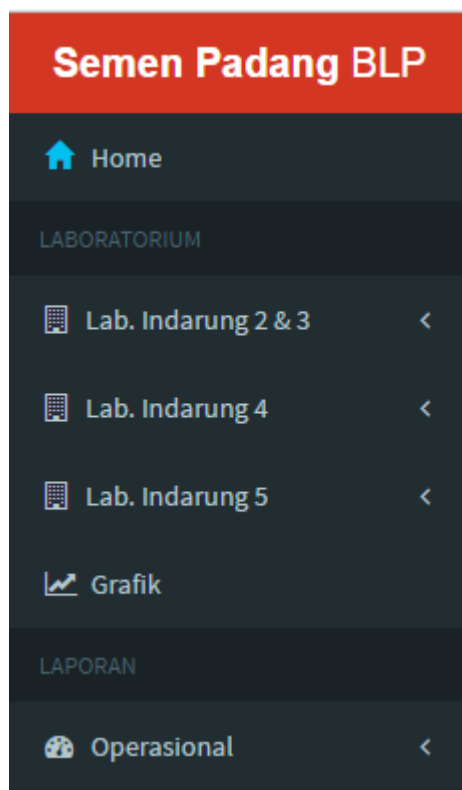 Semen Padang BLP
Home
LABORATORIUM
Lab. Indarung 2 & 3
Lab. Indarung 4
Lab. Indarung 5
Grafik
LAPORAN
Operasional